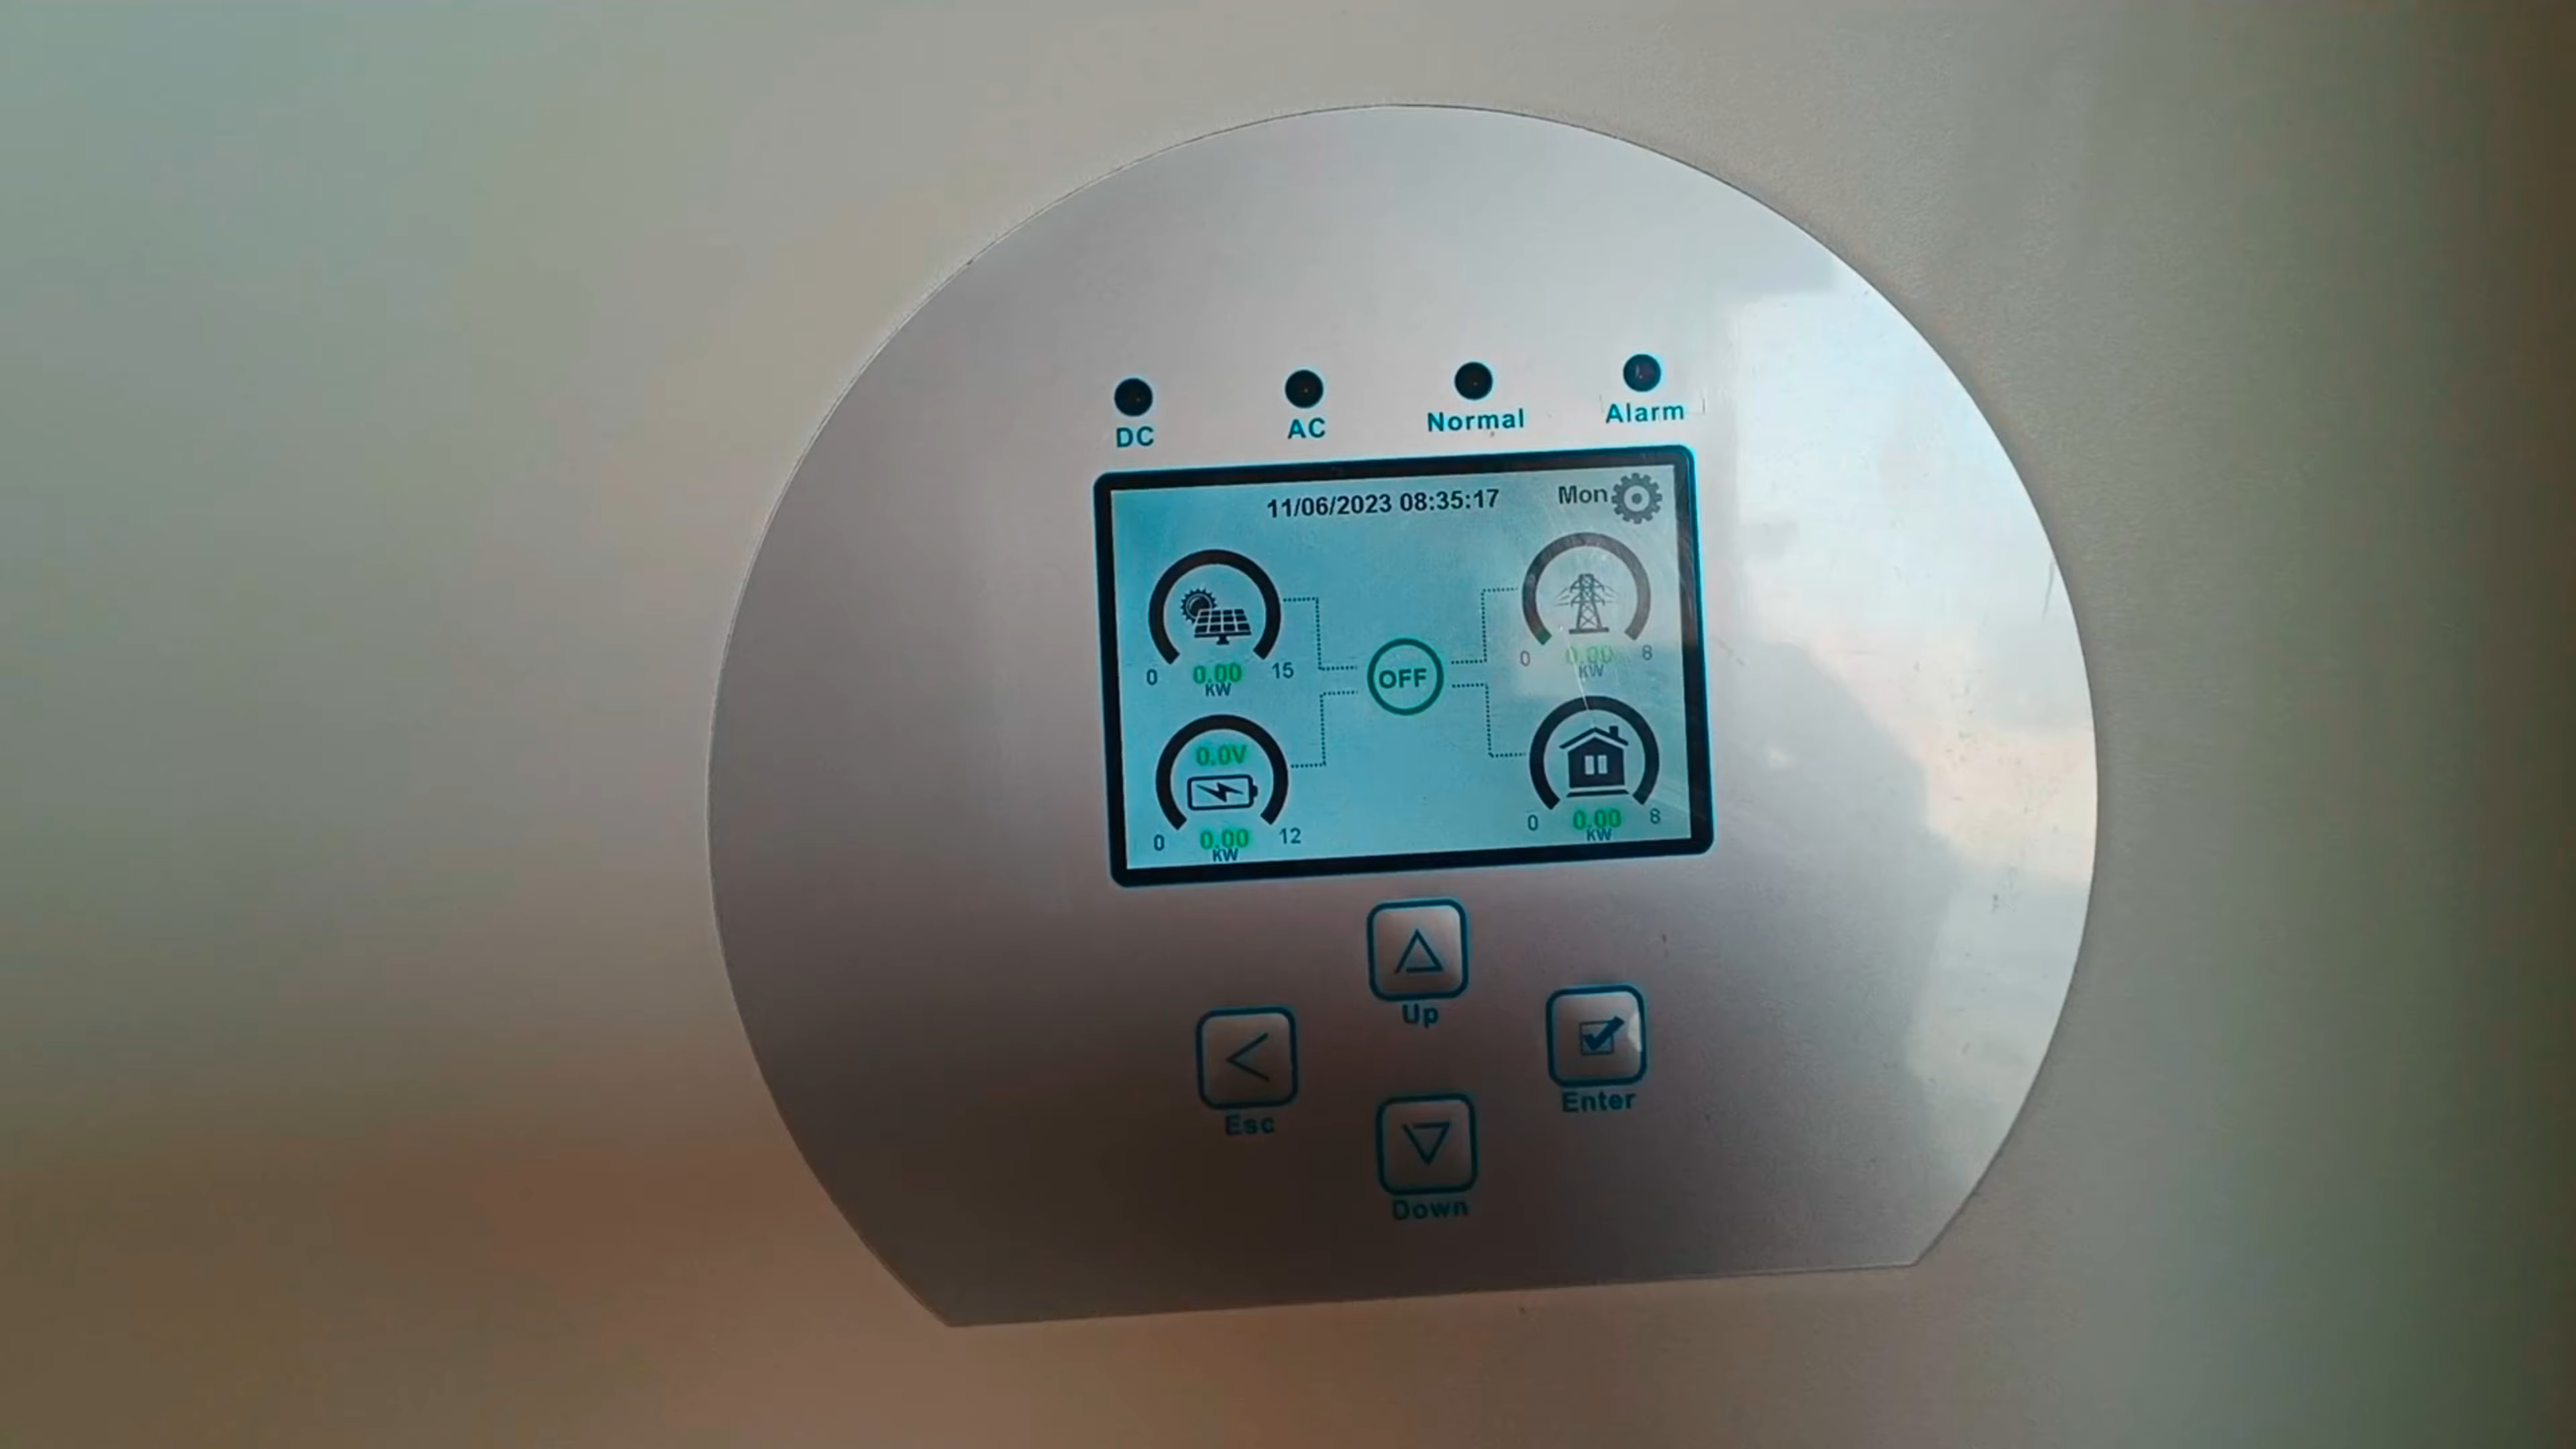 DC AC Normal Alarm
11/06/2023 08:35:17 Mon
0 0.00 15
KW
0 0.00 8
KW
OFF
0.0V
0 0.00 12
KW
0 0.00 8
KW
Up
Esc
Enter
Down